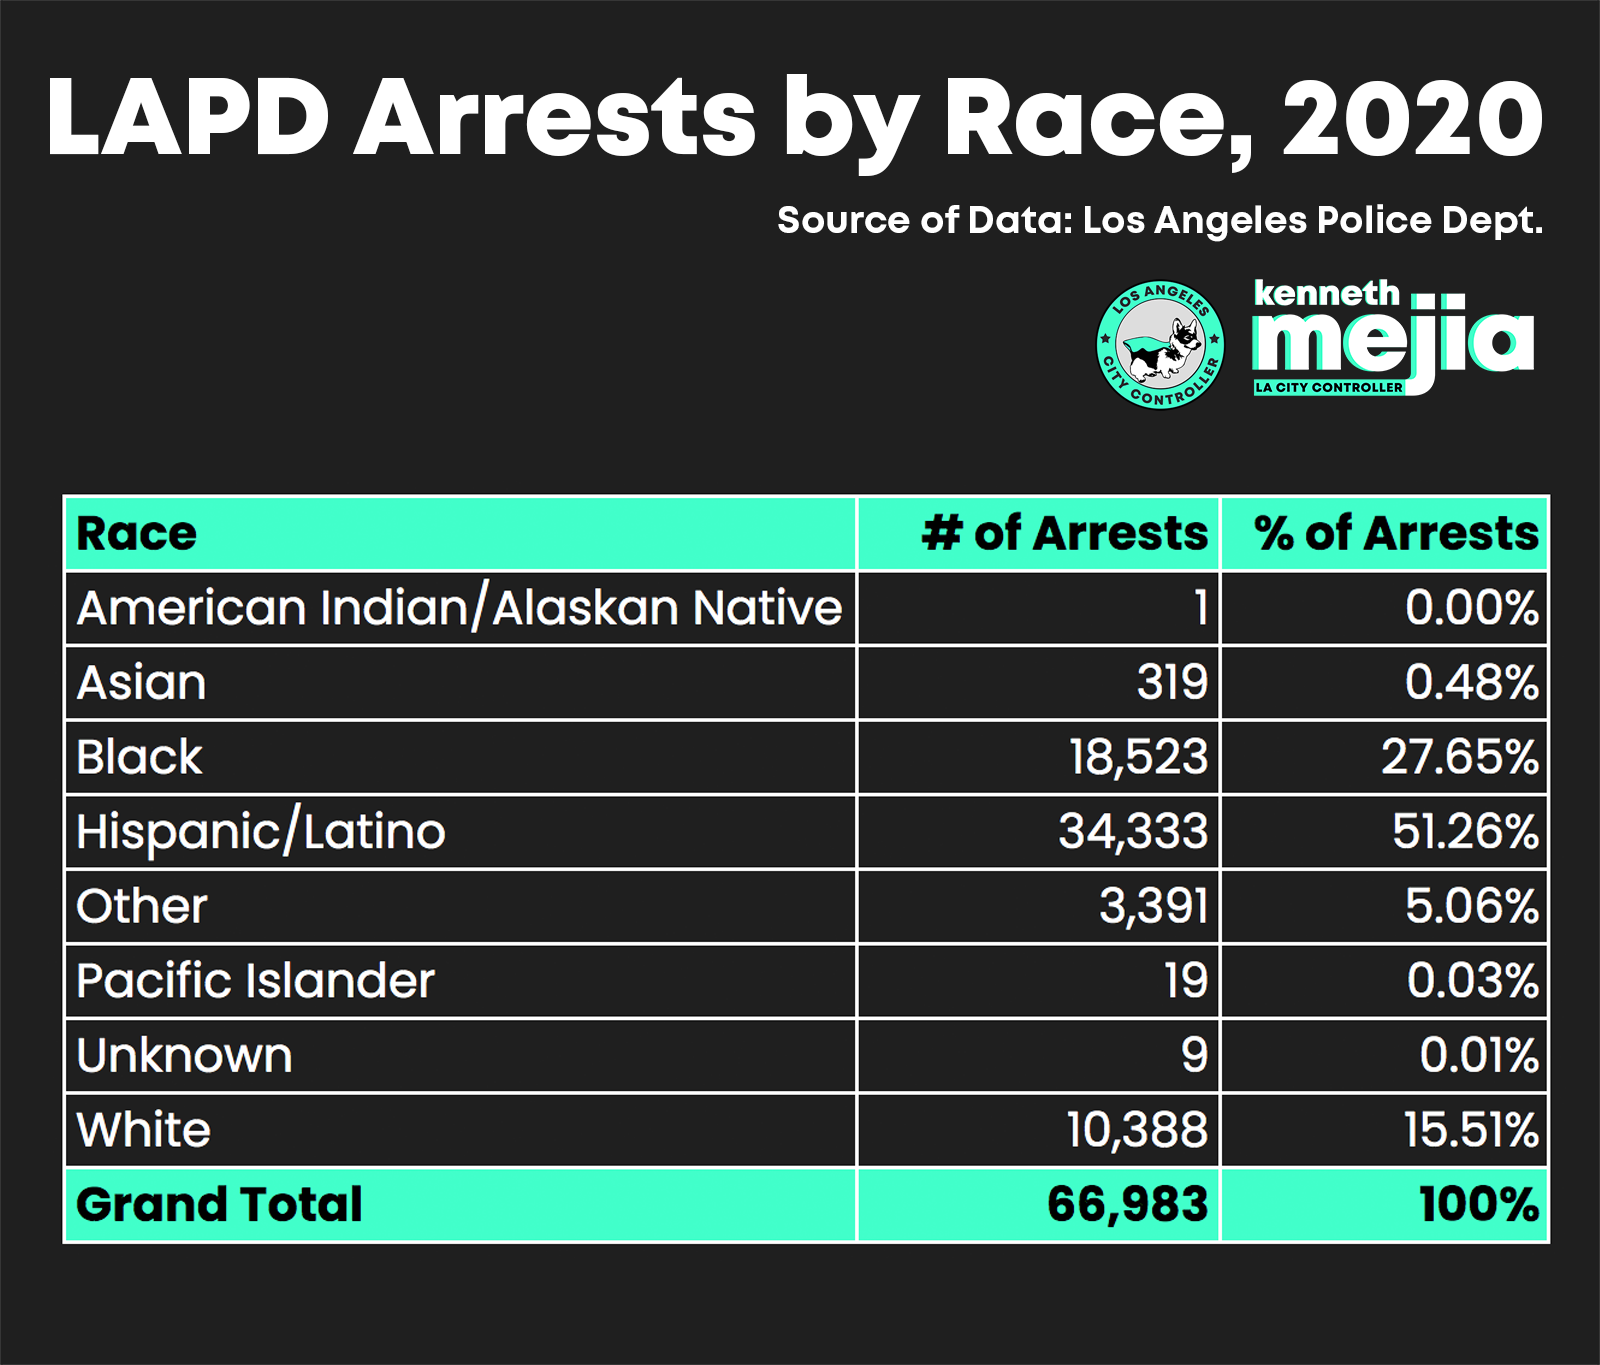 LAPD Arrests by Race, 2020
Source of Data: Los Angeles Police Dept.
LOS ANGELES
CITY CONTROLLER
kenneth
mejia
LA CITY CONTROLLER
Race # of Arrests % of Arrests
American Indian/Alaskan Native 1 0.00%
Asian 319 0.48%
Black 18,523 27.65%
Hispanic/Latino 34,333 51.26%
Other 3,391 5.06%
Pacific Islander 19 0.03%
Unknown 9 0.01%
White 10,388 15.51%
Grand Total 66,983 100%